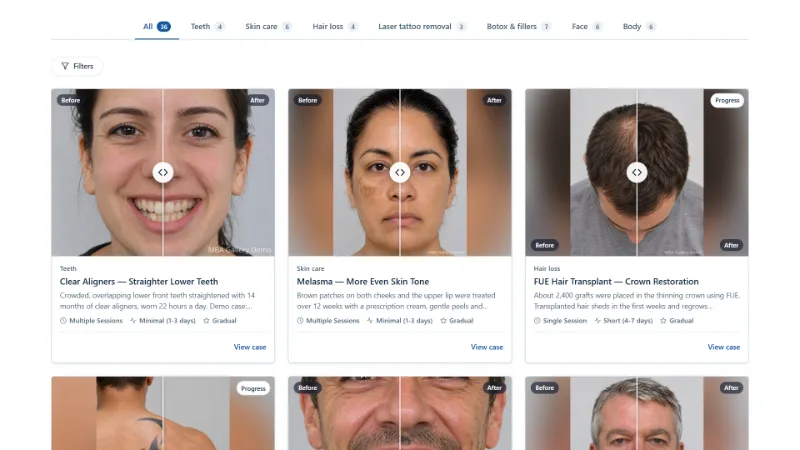 All 36 Teeth 4 Skin care 6 Hair loss 4 Laser tattoo removal 3 Botox & fillers 7 Face 6 Body 6
Filters
Before After Before After Progress
MBA Gallery Demo Before After
Teeth Skin care Hair loss
Clear Aligners — Straighter Lower Teeth Melasma — More Even Skin Tone FUE Hair Transplant — Crown Restoration
Crowded, overlapping lower front teeth straightened with 14 Brown patches on both cheeks and the upper lip were treated About 2,400 grafts were placed in the thinning crown using FUE.
months of clear aligners, worn 22 hours a day. Demo case:... over 12 weeks with a prescription cream, gentle peels and... Transplanted hair sheds in the first weeks and regrows...
Multiple Sessions Minimal (1-3 days) Gradual Multiple Sessions Minimal (1-3 days) Gradual Single Session Short (4-7 days) Gradual
View case View case View case
Progress Before After Before After